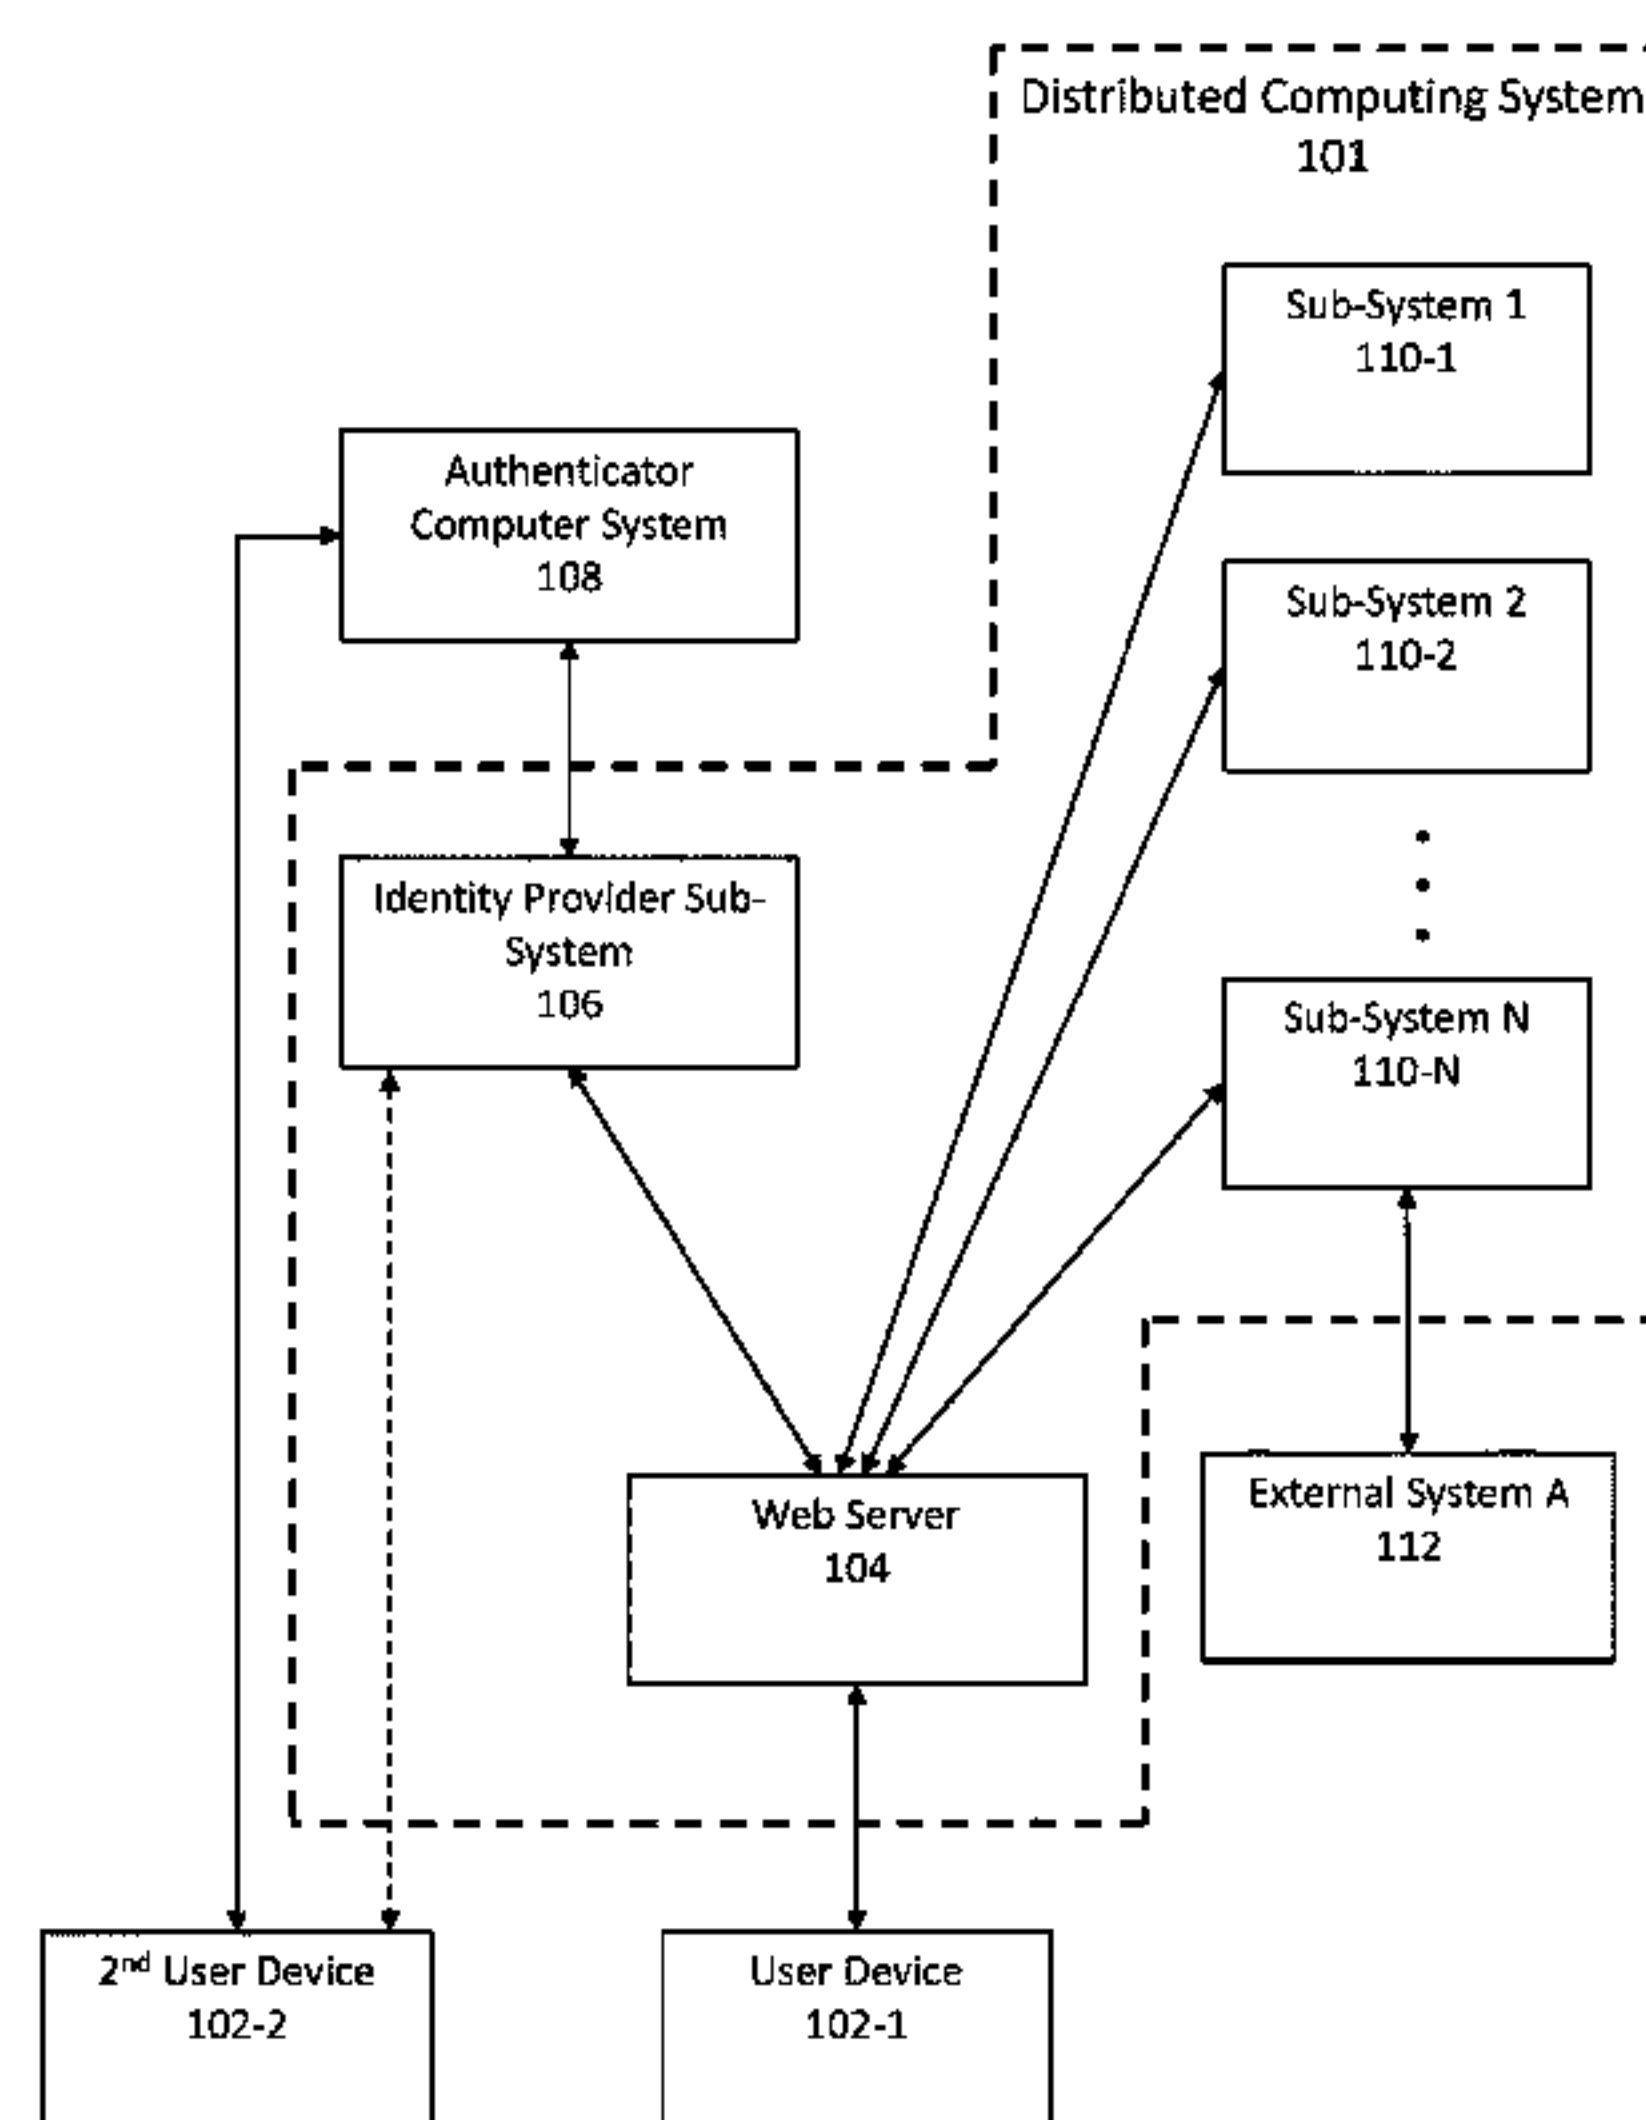 Distributed Computing System
101
Sub-System 1
110-1
Authenticator
Computer System
108
Sub-System 2
110-2
Identity Provider Sub-
System
106
Sub-System N
110-N
Web Server
104
External System A
112
2nd User Device
102-2
User Device
102-1